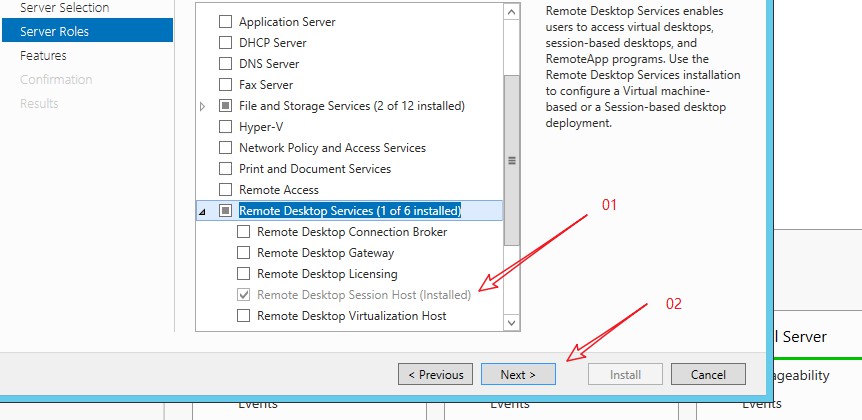 Server Selection
Server Roles
Features
Confirmation
Results
Application Server
DHCP Server
DNS Server
Fax Server
File and Storage Services (2 of 12 installed)
Hyper-V
Network Policy and Access Services
Print and Document Services
Remote Access
Remote Desktop Services (1 of 6 installed)
Remote Desktop Connection Broker
Remote Desktop Gateway
Remote Desktop Licensing
Remote Desktop Session Host (Installed)
Remote Desktop Virtualization Host
Remote Desktop Services enables
users to access virtual desktops,
session-based desktops, and
RemoteApp programs. Use the
Remote Desktop Services installation
to configure a Virtual machine-
based or a Session-based desktop
deployment.
01
02
< Previous
Next >
Install
Cancel
l Server
ageability
Events
Events
Events